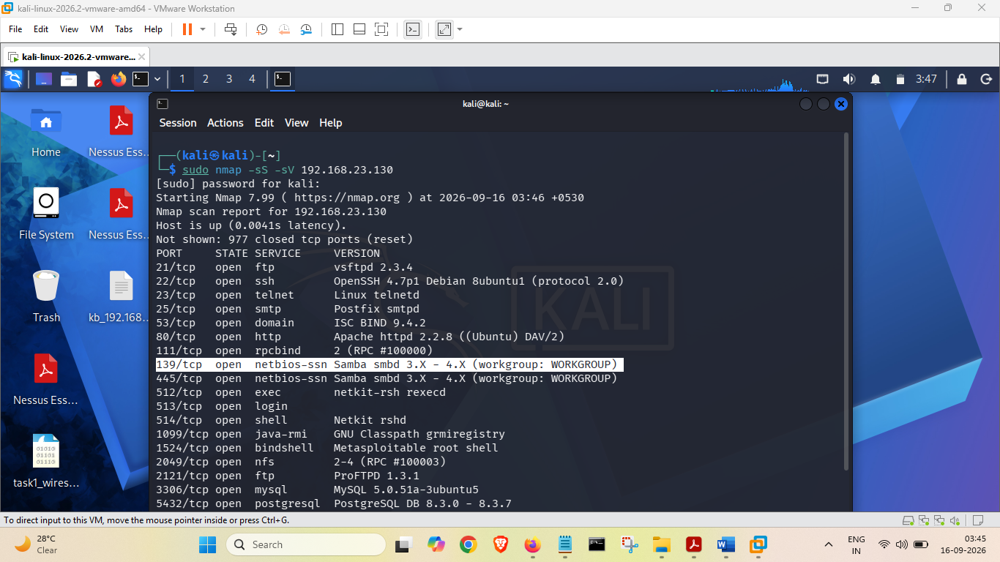 kali-linux-2026.2-vmware-amd64 - VMware Workstation
File Edit View VM Tabs Help
kali-linux-2026.2-vmware...
1 2 3 4
3:47
kali@kali: ~
Session Actions Edit View Help
Home
Nessus Ess...
File System
Nessus Ess...
Trash
kb_192.168...
Nessus Ess...
01010
01101
01110
task1_wires...
KALI
┌──(kali㉿kali)-[~]
└─$ sudo nmap -sS -sV 192.168.23.130
[sudo] password for kali:
Starting Nmap 7.99 ( https://nmap.org ) at 2026-09-16 03:46 +0530
Nmap scan report for 192.168.23.130
Host is up (0.0041s latency).
Not shown: 977 closed tcp ports (reset)
PORT STATE SERVICE VERSION
21/tcp open ftp vsftpd 2.3.4
22/tcp open ssh OpenSSH 4.7p1 Debian 8ubuntu1 (protocol 2.0)
23/tcp open telnet Linux telnetd
25/tcp open smtp Postfix smtpd
53/tcp open domain ISC BIND 9.4.2
80/tcp open http Apache httpd 2.2.8 ((Ubuntu) DAV/2)
111/tcp open rpcbind 2 (RPC #100000)
139/tcp open netbios-ssn Samba smbd 3.X - 4.X (workgroup: WORKGROUP)
445/tcp open netbios-ssn Samba smbd 3.X - 4.X (workgroup: WORKGROUP)
512/tcp open exec netkit-rsh rexecd
513/tcp open login
514/tcp open shell Netkit rshd
1099/tcp open java-rmi GNU Classpath grmiregistry
1524/tcp open bindshell Metasploitable root shell
2049/tcp open nfs 2-4 (RPC #100003)
2121/tcp open ftp ProFTPD 1.3.1
3306/tcp open mysql MySQL 5.0.51a-3ubuntu5
5432/tcp open postgresql PostgreSQL DB 8.3.0 - 8.3.7
To direct input to this VM, move the mouse pointer inside or press Ctrl+G.
28°C
Clear
Search
ENG
IN
03:45
16-09-2026